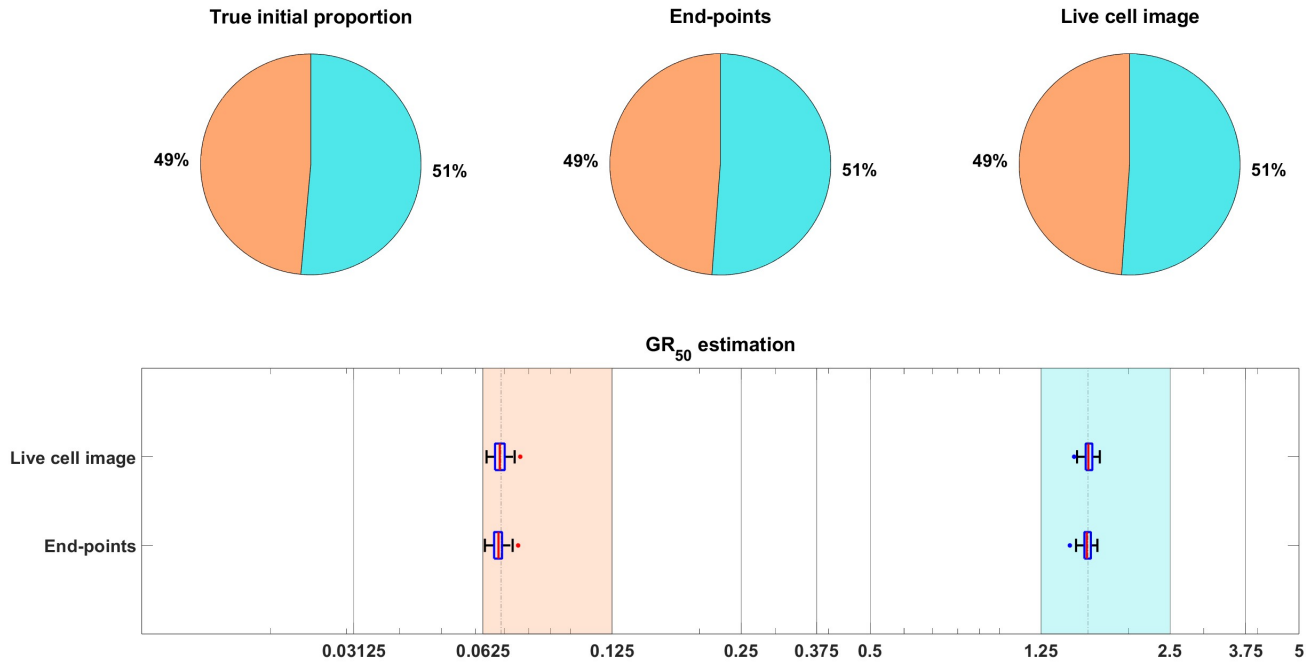 True initial proportion
End-points
Live cell image
49%
51%
49%
51%
49%
51%
GR50 estimation
Live cell image
End-points
0.03125
0.0625
0.125
0.25
0.375
0.5
1.25
2.5
3.75
5